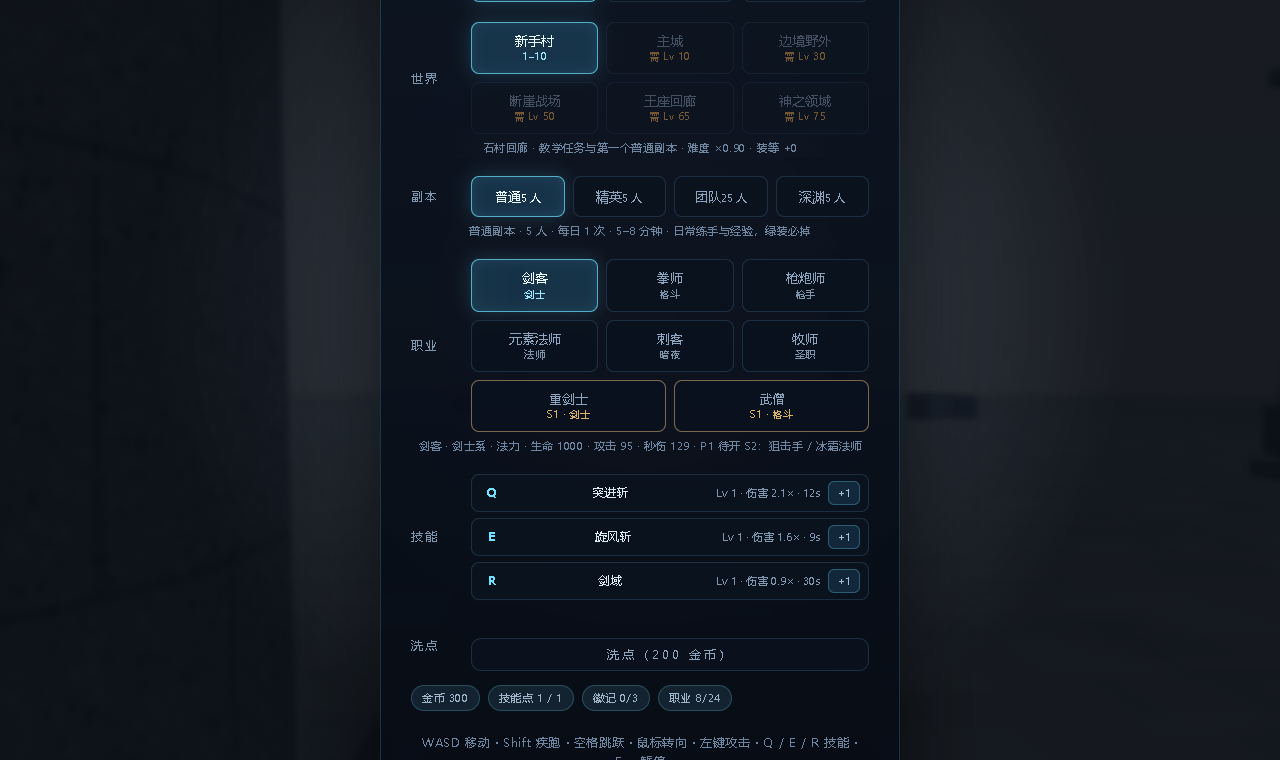 世界
新手村
1-10
主城
Lv 10
边境野外
Lv 30
断崖战场
Lv 50
王座回廊
Lv 65
神之领域
Lv 75
石村回廊 · 教学任务与第一个普通副本 · 难度 ×0.90 · 装等 +0
副本
普通5 人
精英5 人
团队25 人
深渊5 人
普通副本 · 5 人 · 每日 1 次 · 5–8 分钟 · 日常练手与经验，绿装必掉
职业
剑客
剑士
拳师
格斗
枪炮师
枪手
元素法师
法师
刺客
暗夜
牧师
圣职
重剑士
S1 · 剑士
武僧
S1 · 格斗
剑客 · 剑士系 · 法力 · 生命 1000 · 攻击 95 · 秒伤 129 · P1 待开 S2: 狙击手 / 冰霜法师
技能
Q 突进斩 Lv 1 · 伤害 2.1× · 12s +1
E 旋风斩 Lv 1 · 伤害 1.6× · 9s +1
R 剑域 Lv 1 · 伤害 0.9× · 30s +1
洗点
洗点 (200 金币)
金币 300
技能点 1 / 1
徽记 0/3
职业 8/24
WASD 移动 · Shift 疾跑 · 空格跳跃 · 鼠标转向 · 左键攻击 · Q / E / R 技能 ·